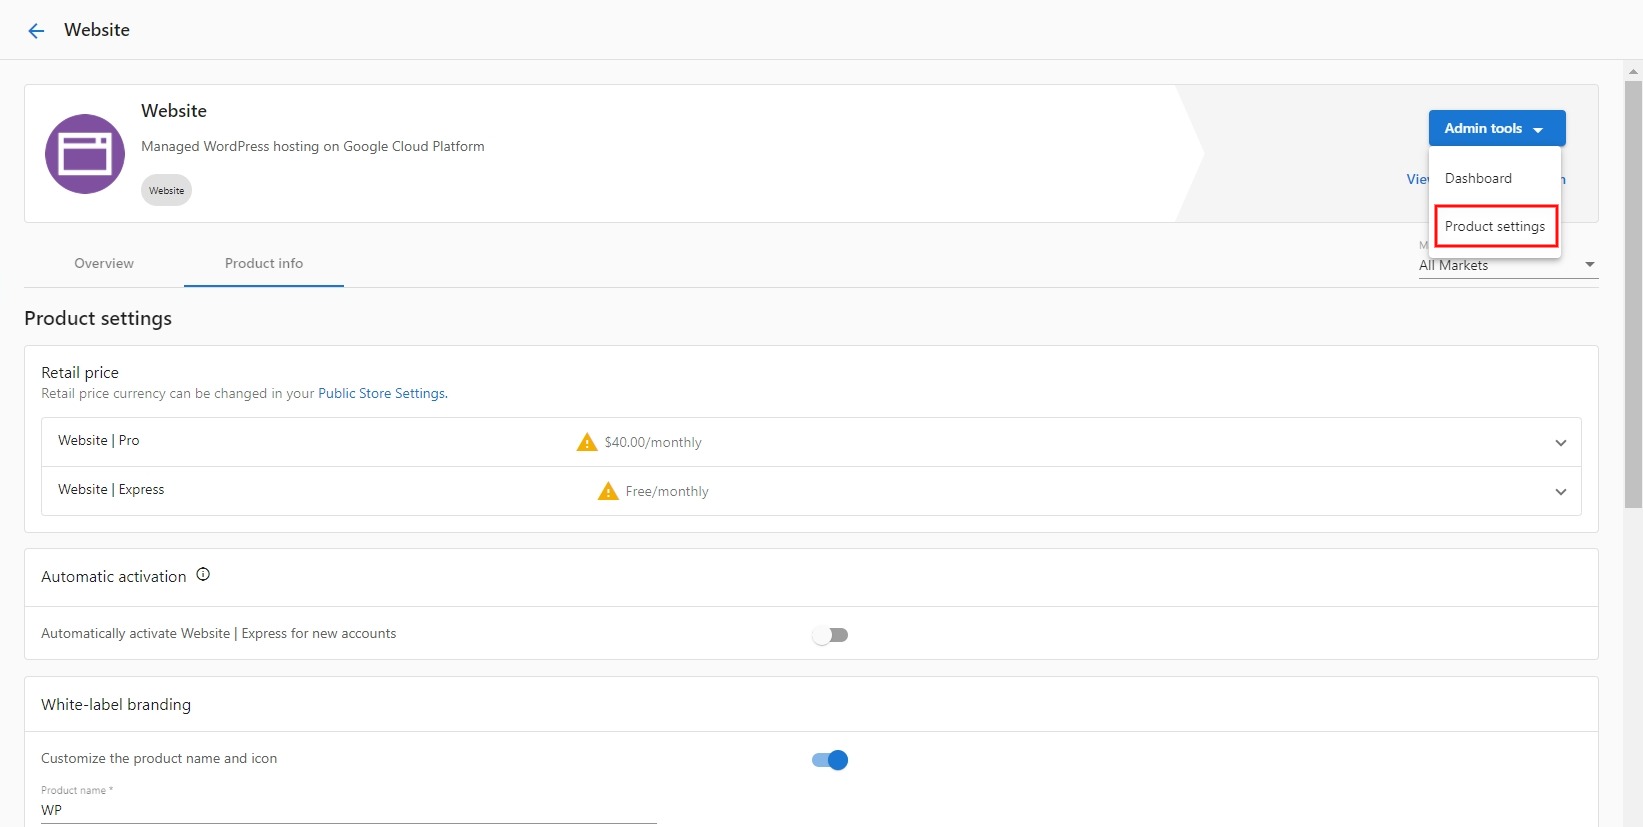 Website
Website
Managed WordPress hosting on Google Cloud Platform
Website
Admin tools
Dashboard
Product settings
Overview
Product info
All Markets
Product settings
Retail price
Retail price currency can be changed in your Public Store Settings.
Website | Pro
$40.00/monthly
Website | Express
Free/monthly
Automatic activation
Automatically activate Website | Express for new accounts
White-label branding
Customize the product name and icon
Product name *
WP